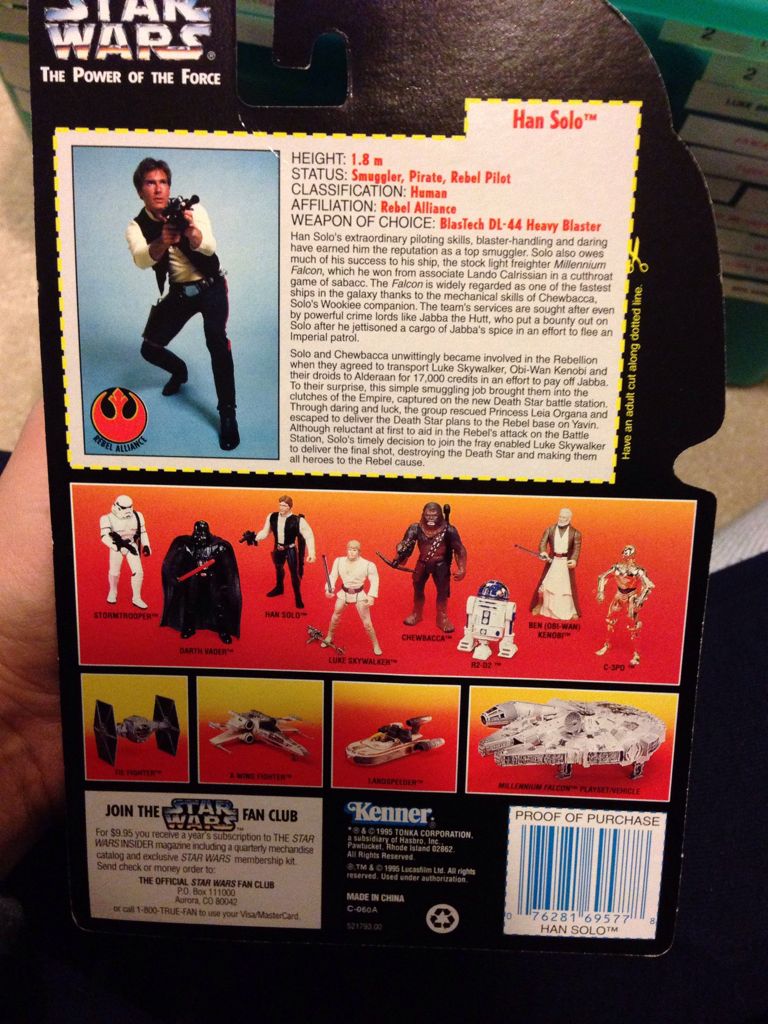 STAR
WARS®
THE POWER OF THE FORCE
Han Solo™
HEIGHT: 1.8 m
STATUS: Smuggler, Pirate, Rebel Pilot
CLASSIFICATION: Human
AFFILIATION: Rebel Alliance
WEAPON OF CHOICE: BlasTech DL-44 Heavy Blaster
Han Solo's extraordinary piloting skills, blaster-handling and daring
have earned him the reputation as a top smuggler. Solo also owes
much of his success to his ship, the stock light freighter Millennium
Falcon, which he won from associate Lando Calrissian in a cutthroat
game of sabacc. The Falcon is widely regarded as one of the fastest
ships in the galaxy thanks to the mechanical skills of Chewbacca,
Solo's Wookiee companion. The team's services are sought after even
by powerful crime lords like Jabba the Hutt, who put a bounty out on
Solo after he jettisoned a cargo of Jabba's spice in an effort to flee an
Imperial patrol.
Solo and Chewbacca unwittingly became involved in the Rebellion
when they agreed to transport Luke Skywalker, Obi-Wan Kenobi and
their droids to Alderaan for 17,000 credits in an effort to pay off Jabba.
To their surprise, this simple smuggling job brought them into the
clutches of the Empire, captured on the new Death Star battle station.
Through daring and luck, the group rescued Princess Leia Organa and
escaped to deliver the Death Star plans to the Rebel base on Yavin.
Although reluctant at first to aid in the Rebel's attack on the Battle
Station, Solo's timely decision to join the fray enabled Luke Skywalker
to deliver the final shot, destroying the Death Star and making them
all heroes to the Rebel cause.
REBEL ALLIANCE
Have an adult cut along dotted line.
2
2
LUKE
STORMTROOPER™
DARTH VADER™
HAN SOLO™
LUKE SKYWALKER™
CHEWBACCA™
R2-D2™
BEN (OBI-WAN)
KENOBI™
C-3PO™
TIE FIGHTER™
X-WING FIGHTER™
LANDSPEEDER™
MILLENNIUM FALCON™ PLAYSET/VEHICLE
JOIN THE STAR WARS™ FAN CLUB
For $9.95 you receive a year's subscription to THE STAR
WARS INSIDER magazine including a quarterly merchandise
catalog and exclusive STAR WARS membership kit.
Send check or money order to:
THE OFFICIAL STAR WARS FAN CLUB
P.O. Box 111000
Aurora, CO 80042
or call 1-800-TRUE-FAN to use your Visa/MasterCard.
Kenner®
*® & © 1995 TONKA CORPORATION,
a subsidiary of Hasbro, Inc.,
Pawtucket, Rhode Island 02862.
All Rights Reserved.
®,™ & © 1995 Lucasfilm Ltd. All rights
reserved. Used under authorization.
MADE IN CHINA
C-060A
521793.00
PROOF OF PURCHASE
0 76281 69577 8
HAN SOLO™